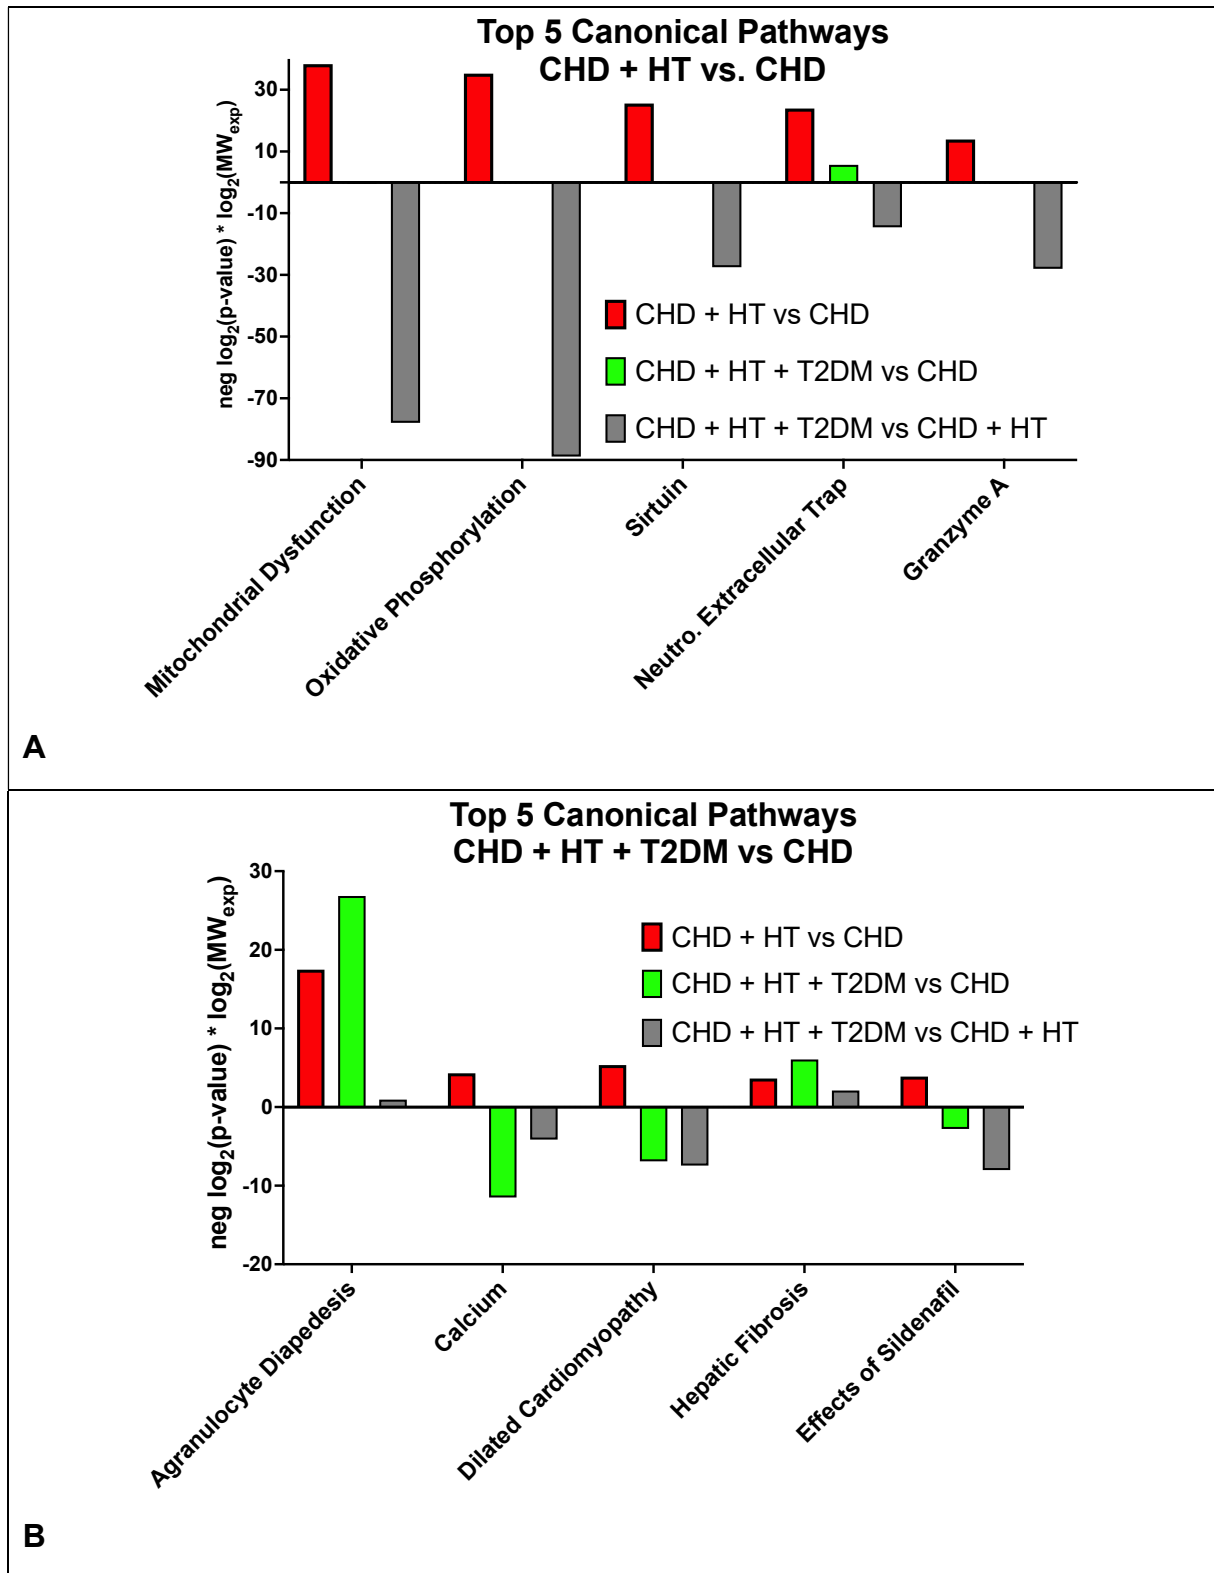 Top 5 Canonical Pathways
CHD + HT vs. CHD
neg log2(p-value) * log2(MWexp)
30
10
-10
-30
-50
-70
-90
CHD + HT vs CHD
CHD + HT + T2DM vs CHD
CHD + HT + T2DM vs CHD + HT
Mitochondrial Dysfunction
Oxidative Phosphorylation
Sirtuin
Neutro. Extracellular Trap
Granzyme A
A
Top 5 Canonical Pathways
CHD + HT + T2DM vs CHD
neg log2(p-value) * log2(MWexp)
30
20
10
0
-10
-20
CHD + HT vs CHD
CHD + HT + T2DM vs CHD
CHD + HT + T2DM vs CHD + HT
Agranulocyte Diapedesis
Calcium
Dilated Cardiomyopathy
Hepatic Fibrosis
Effects of Sildenafil
B